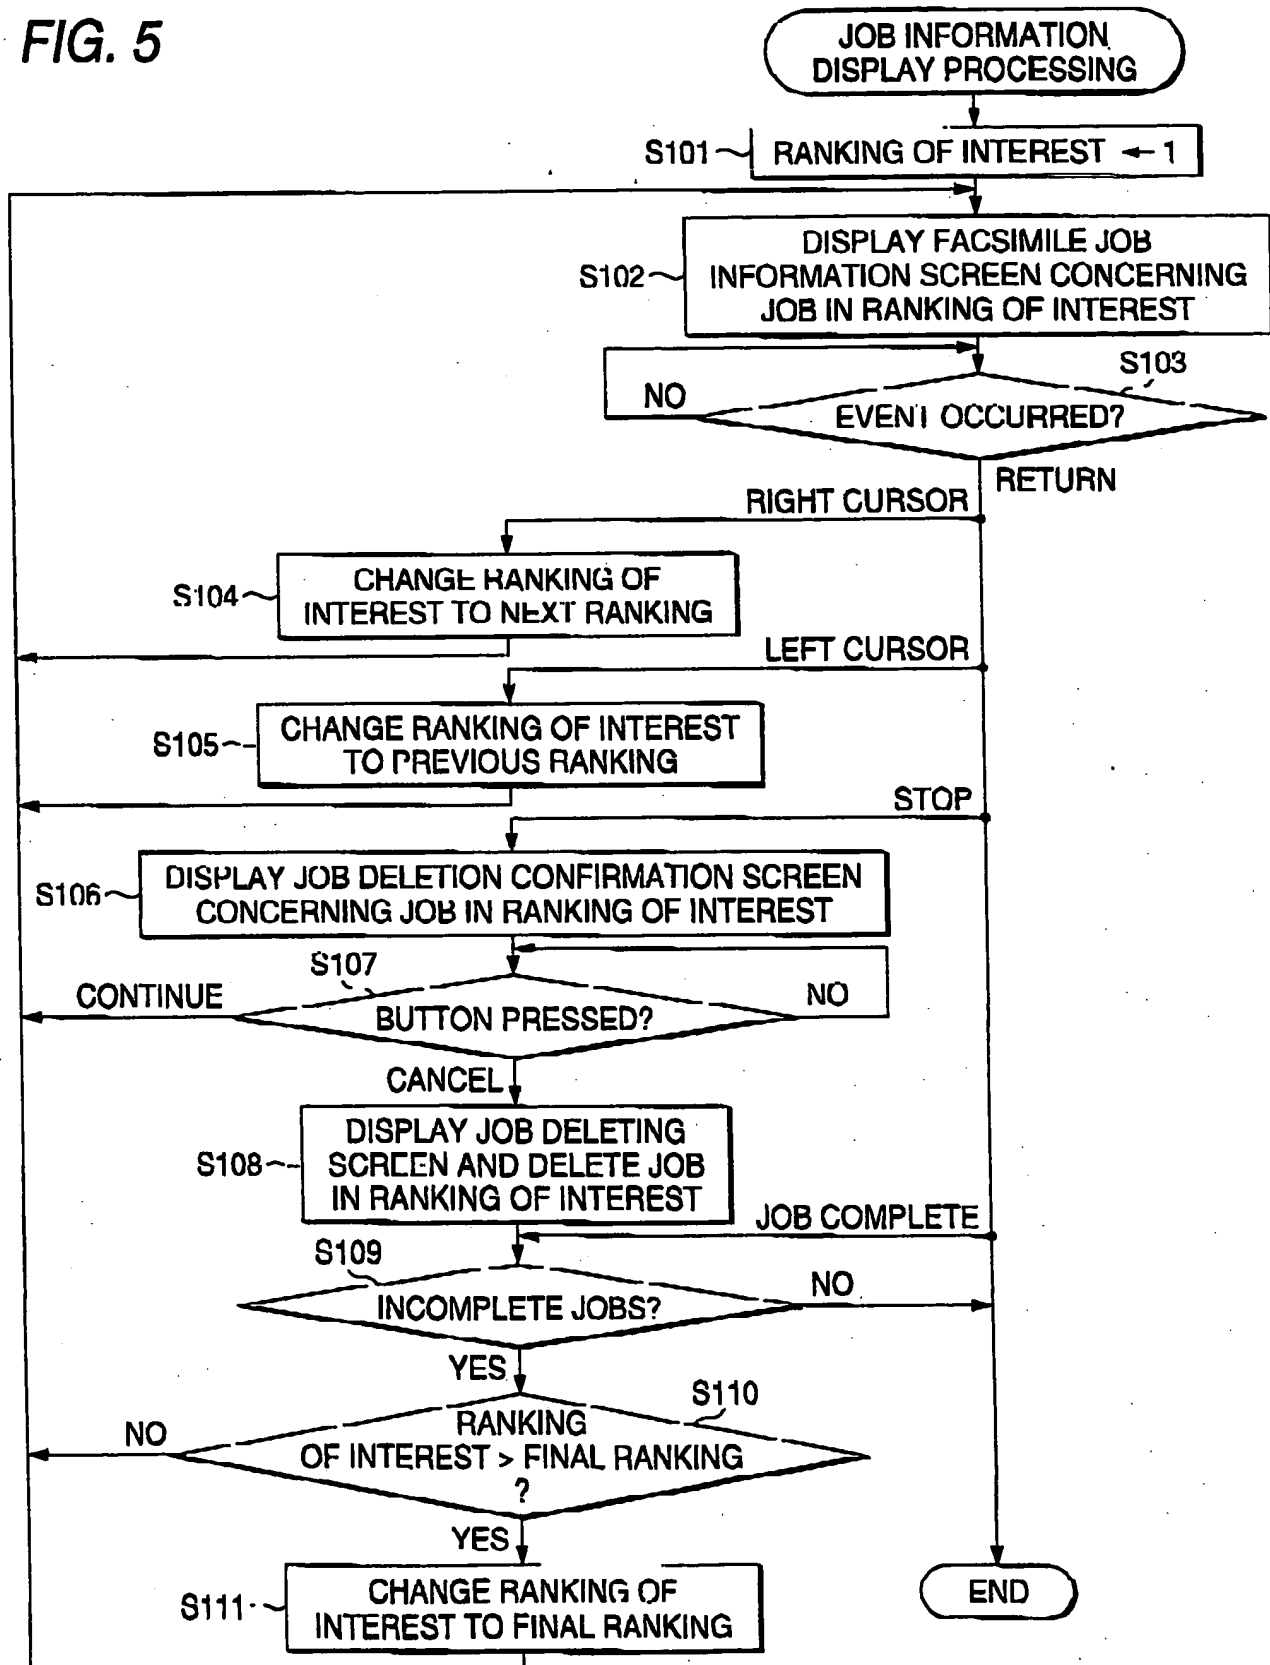 FIG. 5
JOB INFORMATION
DISPLAY PROCESSING
S101
RANKING OF INTEREST ← 1
DISPLAY FACSIMILE JOB
INFORMATION SCREEN CONCERNING
JOB IN RANKING OF INTEREST
S102
S103
NO
EVENT OCCURRED?
RETURN
RIGHT CURSOR
CHANGE RANKING OF
INTEREST TO NEXT RANKING
S104
LEFT CURSOR
CHANGE RANKING OF INTEREST
TO PREVIOUS RANKING
S105
STOP
DISPLAY JOB DELETION CONFIRMATION SCREEN
CONCERNING JOB IN RANKING OF INTEREST
S106
S107
CONTINUE
NO
BUTTON PRESSED?
CANCEL
DISPLAY JOB DELETING
SCREEN AND DELETE JOB
IN RANKING OF INTEREST
S108
JOB COMPLETE
S109
NO
INCOMPLETE JOBS?
YES
S110
NO
RANKING
OF INTEREST > FINAL RANKING
?
YES
CHANGE RANKING OF
INTEREST TO FINAL RANKING
S111
END